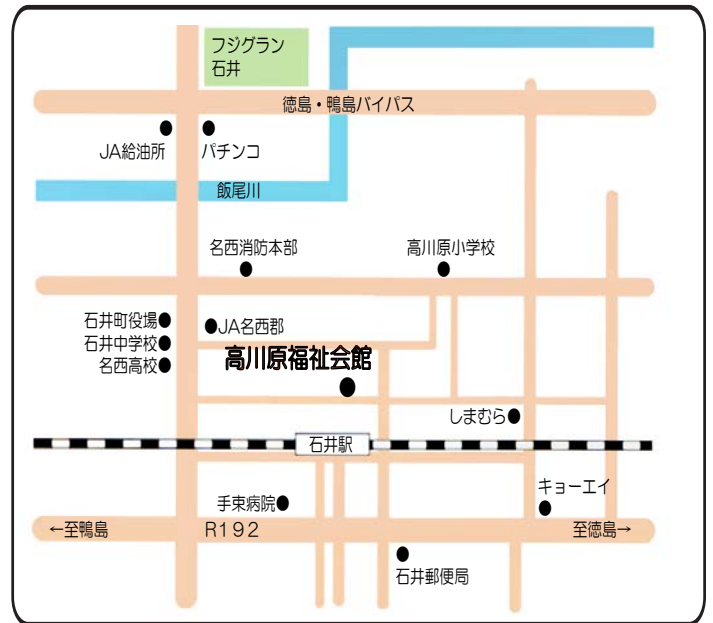 フジグラン
石井
徳島・鴨島バイパス
JA給油所
パチンコ
飯尾川
名西消防本部
高川原小学校
石井町役場
JA名西郡
石井中学校
名西高校
高川原福祉会館
しまむら
石井駅
手束病院
キョーエイ
←至鴨島
R192
至徳島→
石井郵便局